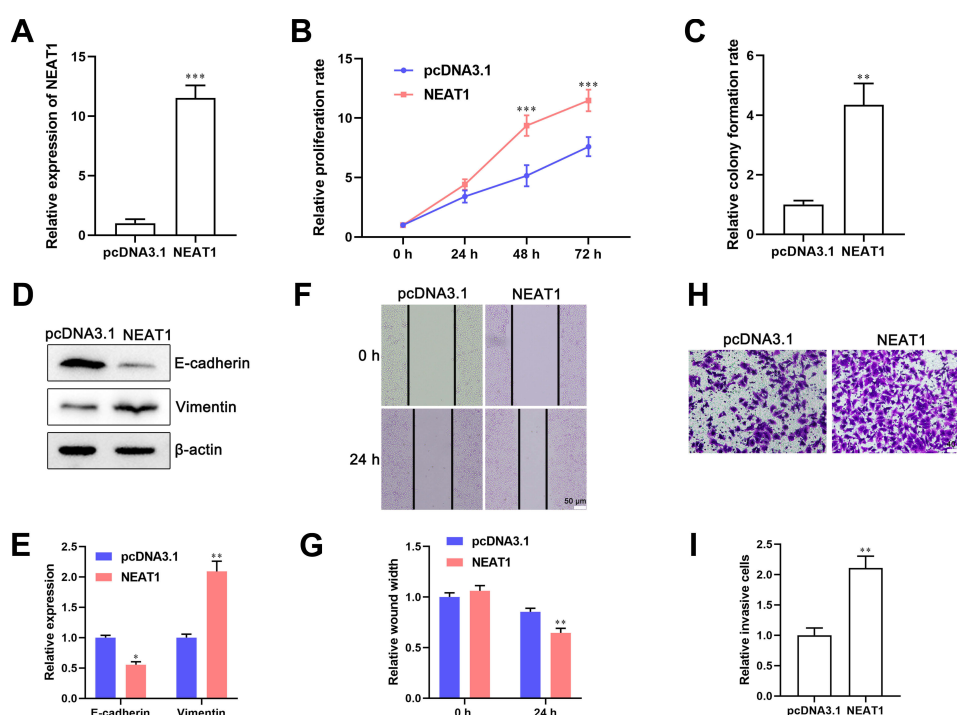 A
Relative expression of NEAT1
15
10
5
0
***
pcDNA3.1 NEAT1
B
Relative proliferation rate
15
10
5
0
pcDNA3.1
NEAT1
***
***
0 h 24 h 48 h 72 h
C
Relative colony formation rate
6
4
2
0
**
pcDNA3.1 NEAT1
D
pcDNA3.1 NEAT1
E-cadherin
Vimentin
β-actin
F
pcDNA3.1 NEAT1
0 h
24 h
50 μm
H
pcDNA3.1 NEAT1
E
Relative expression
2.5
2.0
1.5
1.0
0.5
0.0
pcDNA3.1
NEAT1
*
**
E-cadherin Vimentin
G
Relative wound width
2.0
1.5
1.0
0.5
0.0
pcDNA3.1
NEAT1
**
0 h 24 h
I
Relative invasive cells
2.5
2.0
1.5
1.0
0.5
0.0
**
pcDNA3.1 NEAT1